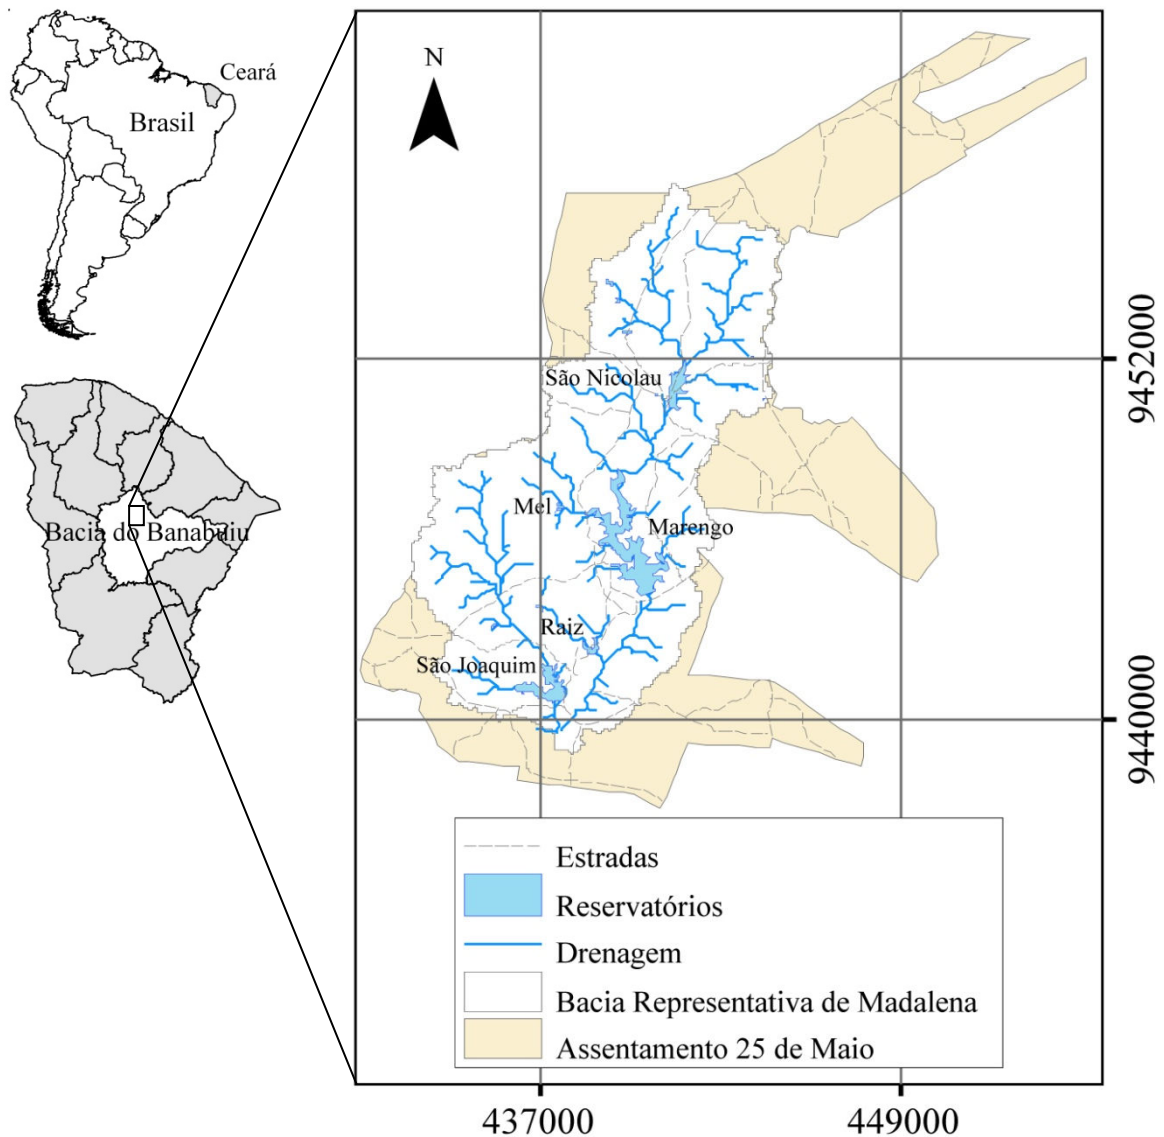 Ceará
Brasil
Bacia do Banabuiu
N
São Nicolau
Mel
Marengo
Raiz
São Joaquim
9452000
9440000
Estradas
Reservatórios
Drenagem
Bacia Representativa de Madalena
Assentamento 25 de Maio
437000
449000